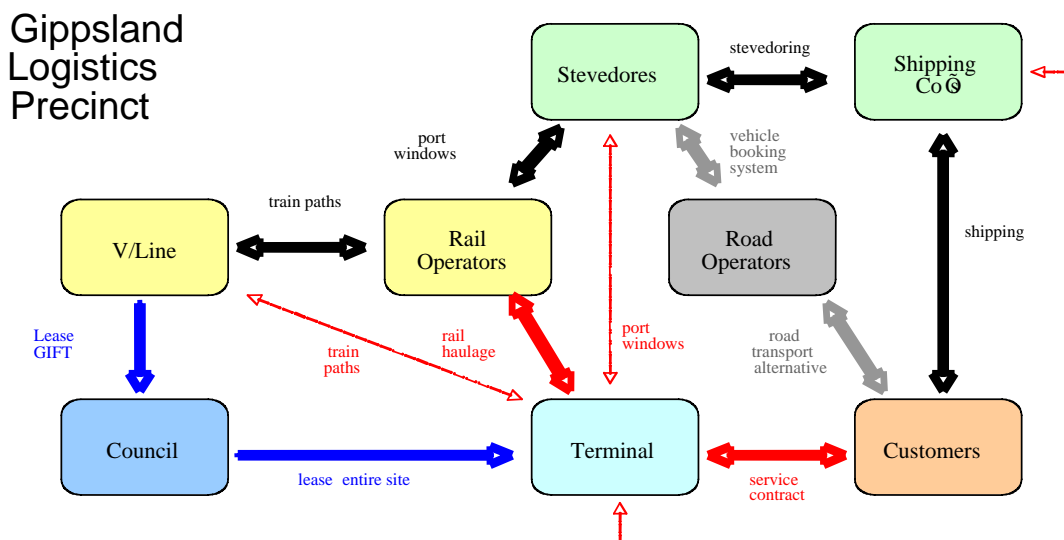 Gippsland
Logistics
Precinct
stevedoring
Stevedores
Shipping
port
windows
vehicle
booking
system
train paths
V/Line
Rail
Operators
Road
Operators
shipping
Lease
GIFT
train
paths
rail
haulage
port
windows
road
transport
alternative
Council
Terminal
Customers
lease entire site
service
contract